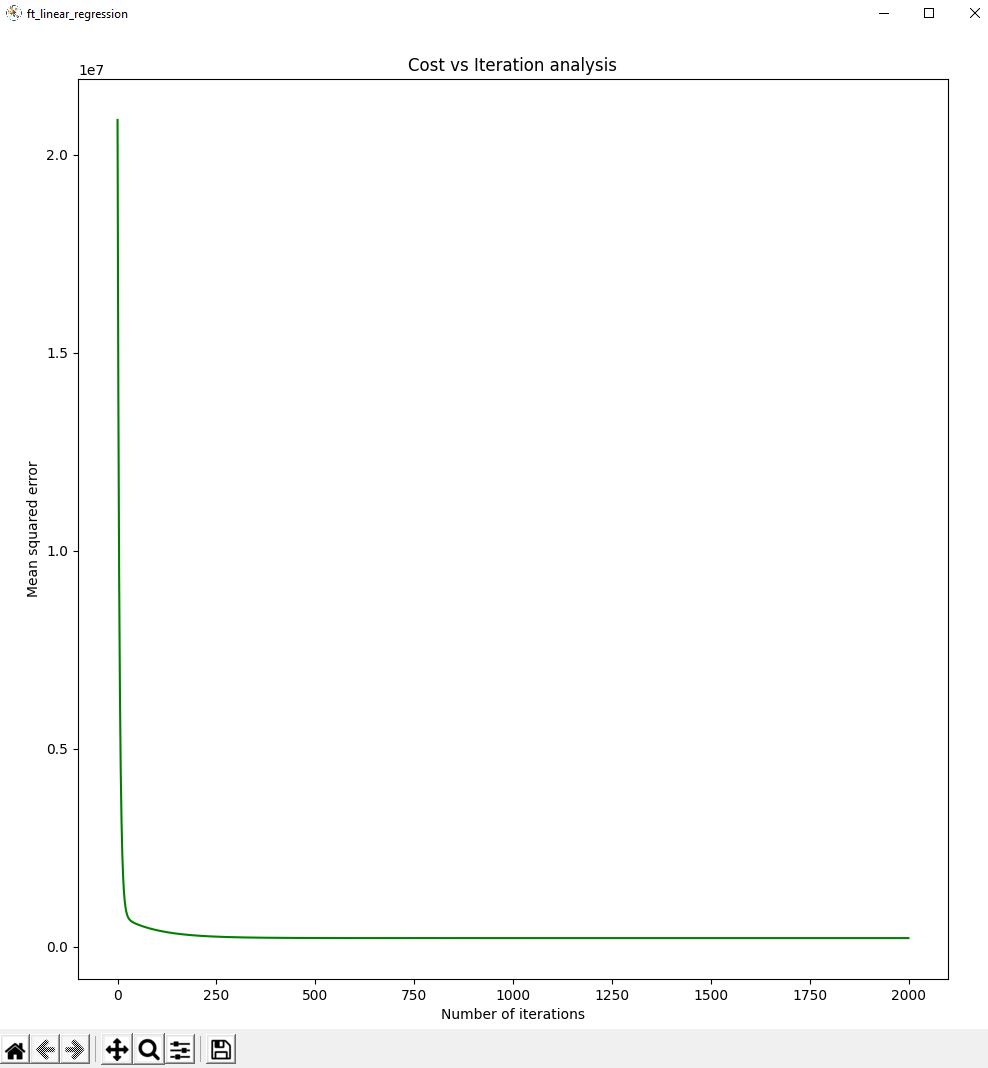 ft_linear_regression
Cost vs Iteration analysis
1e7
2.0
1.5
1.0
0.5
0.0
Mean squared error
0 250 500 750 1000 1250 1500 1750 2000
Number of iterations